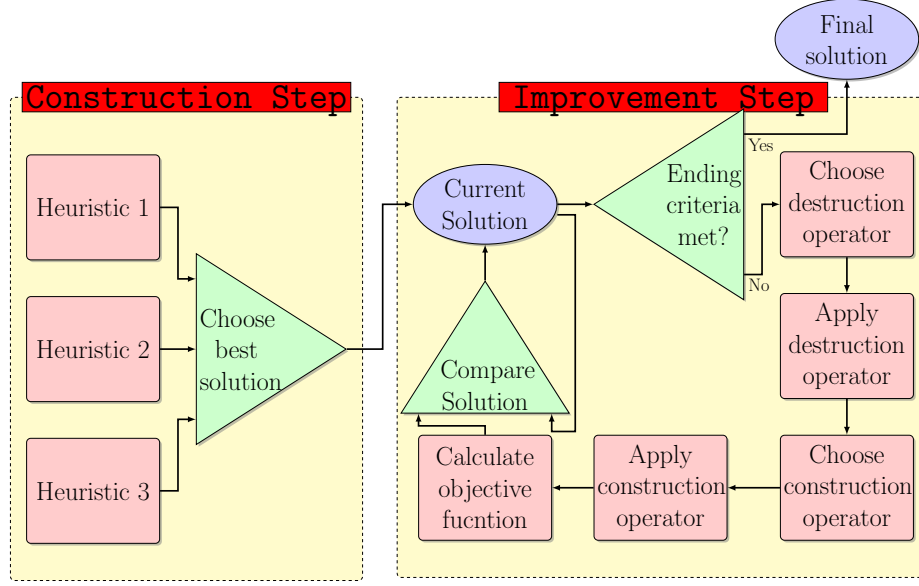 Final
solution
Construction Step
Improvement Step
Heuristic 1
Heuristic 2
Heuristic 3
Choose
best
solution
Current
Solution
Ending
criteria
met?
Yes
No
Choose
destruction
operator
Apply
destruction
operator
Choose
construction
operator
Apply
construction
operator
Calculate
objective
fucntion
Compare
Solution